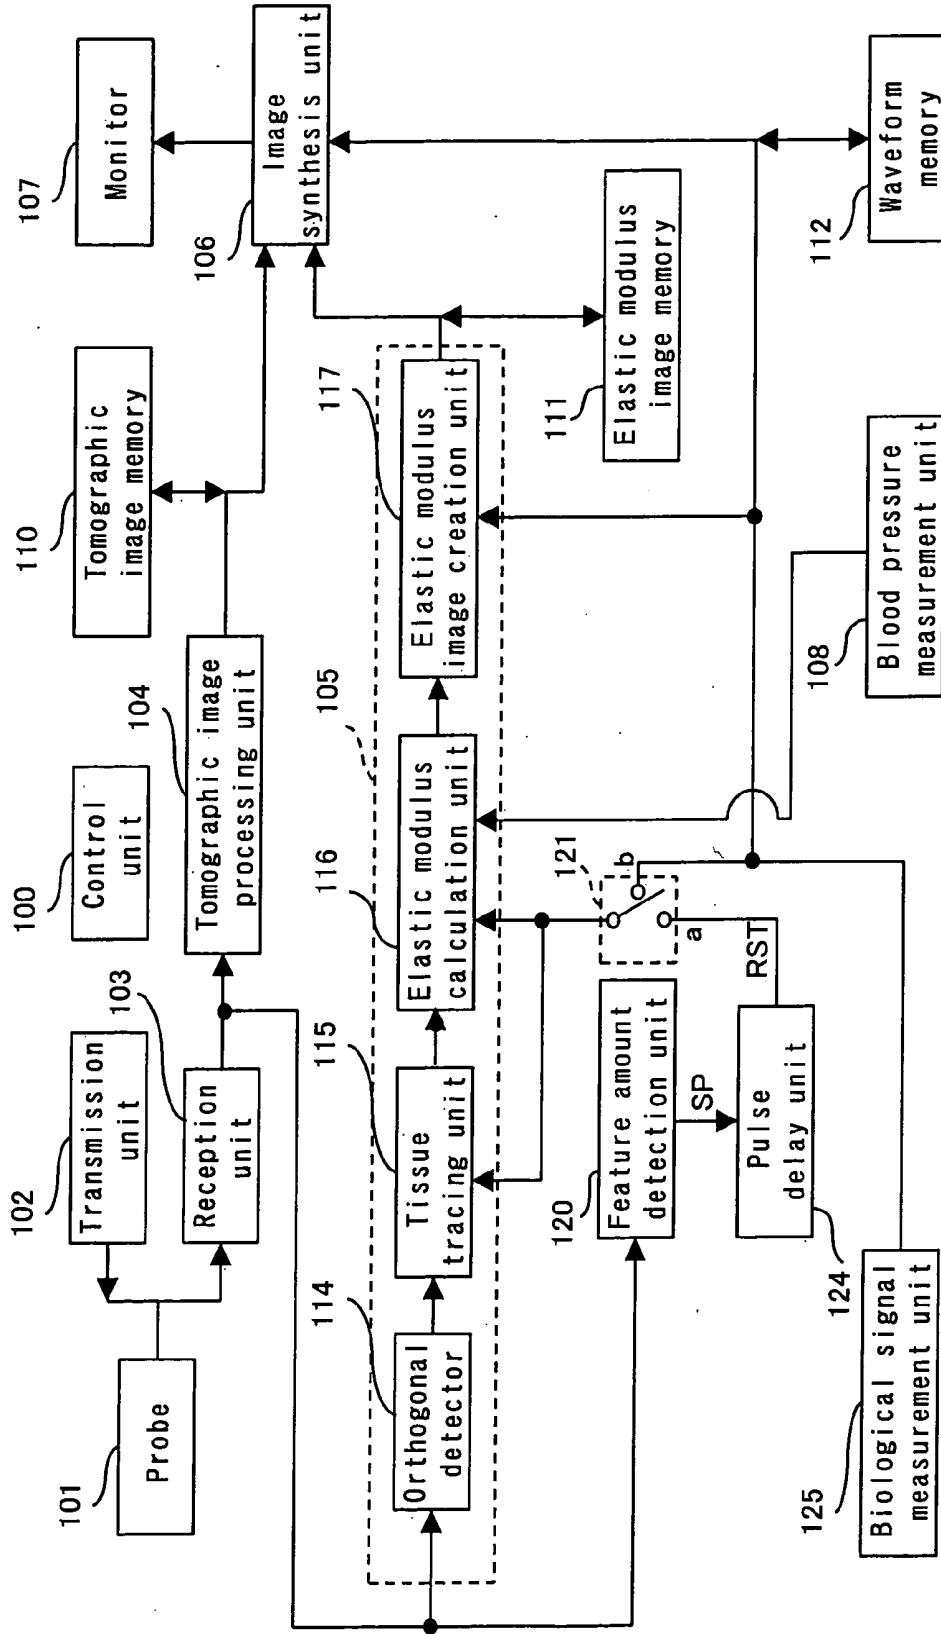 101
Probe
102
Transmission
unit
103
Reception
unit
100
Control
unit
104
Tomographic image
processing unit
110
Tomographic
image memory
107
Monitor
106
Image
synthesis unit
105
114
Orthogonal
detector
115
Tissue
tracing unit
116
Elastic modulus
calculation unit
117
Elastic modulus
image creation unit
111
Elastic modulus
image memory
120
Feature amount
detection unit
SP
121
a
b
RST
124
Pulse
delay unit
125
Biological signal
measurement unit
108
Blood pressure
measurement unit
112
Waveform
memory